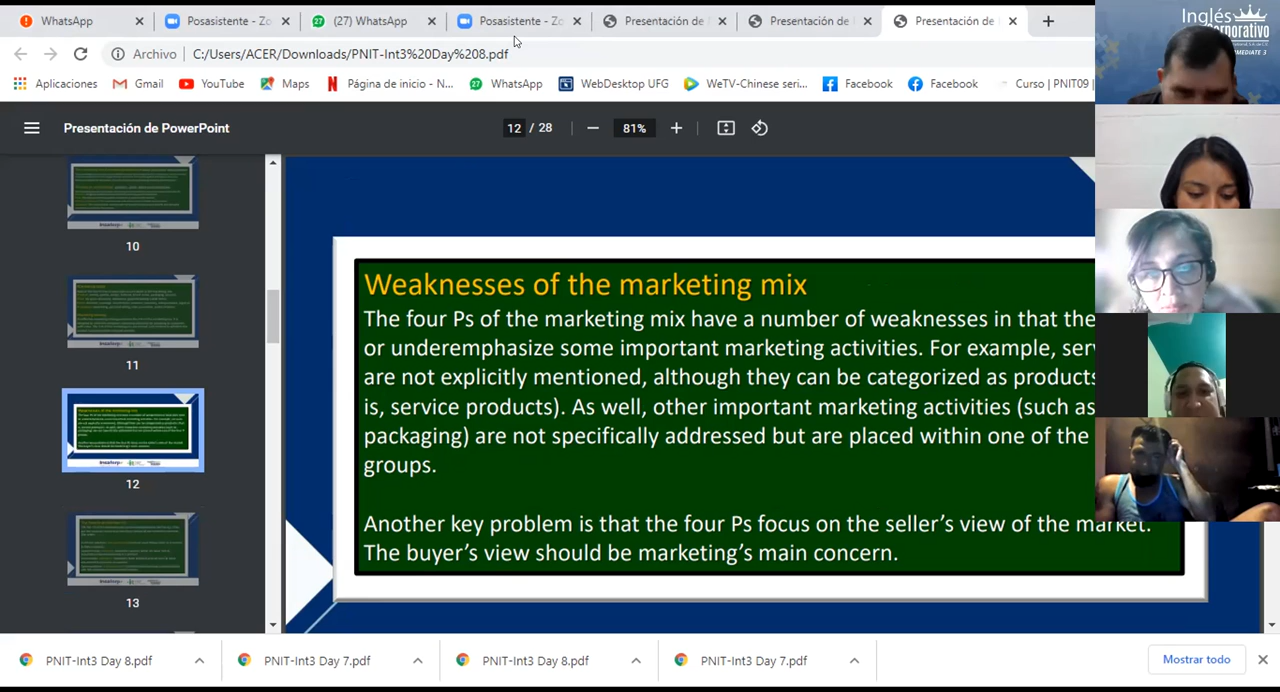 WhatsApp
Posasistente - Zo
(27) WhatsApp
Posasistente - Zo
Presentación de
Presentación de
Presentación de
Archivo
C:/Users/ACER/Downloads/PNIT-Int3%20Day%208.pdf
Aplicaciones
Gmail
YouTube
Maps
Página de inicio - N...
WhatsApp
WebDesktop UFG
WeTV-Chinese seri...
Facebook
Facebook
Curso | PNIT09 |
Inglés
Corporativo
Presentación de PowerPoint
12 / 28
81%
10
11
12
13
Weaknesses of the marketing mix
The four Ps of the marketing mix have a number of weaknesses in that the
or underemphasize some important marketing activities. For example, ser
are not explicitly mentioned, although they can be categorized as products
is, service products). As well, other important marketing activities (such as
packaging) are not specifically addressed but are placed within one of the
groups.
Another key problem is that the four Ps focus on the seller's view of the market.
The buyer's view should be marketing's main concern.
PNIT-Int3 Day 8.pdf
PNIT-Int3 Day 7.pdf
PNIT-Int3 Day 8.pdf
PNIT-Int3 Day 7.pdf
Mostrar todo